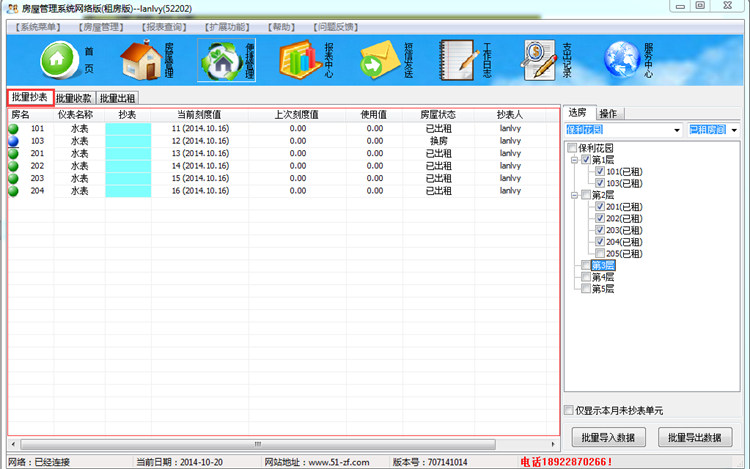 房屋管理系统网络版(租房版)--lanlvy(52202)
【系统菜单】 【房屋管理】 【报表查询】 【扩展功能】 【帮助】 【问题反馈】
首页 房屋管理 便捷管理 报表中心 短信发送 工作日志 支出记录 服务中心
批量抄表 批量收款 批量出租
房名 仪表名称 抄表 当前刻度值 上次刻度值 使用值 房屋状态 抄表人
101 水表 11 (2014.10.16) 0.00 0.00 已出租 lanlvy
103 水表 12 (2014.10.16) 0.00 0.00 换房 lanlvy
201 水表 13 (2014.10.16) 0.00 0.00 已出租 lanlvy
202 水表 14 (2014.10.16) 0.00 0.00 已出租 lanlvy
203 水表 15 (2014.10.16) 0.00 0.00 已出租 lanlvy
204 水表 16 (2014.10.16) 0.00 0.00 已出租 lanlvy
选房 操作
保利花园 已租房间
保利花园
第1层
101(已租)
103(已租)
第2层
201(已租)
202(已租)
203(已租)
204(已租)
205(已租)
第3层
第4层
第5层
仅显示本月未抄表单元
批量导入数据 批量导出数据
网络：已经连接 当前日期：2014-10-20 网站地址：www.51-zf.com 版本号：707141014 电话18922870266!